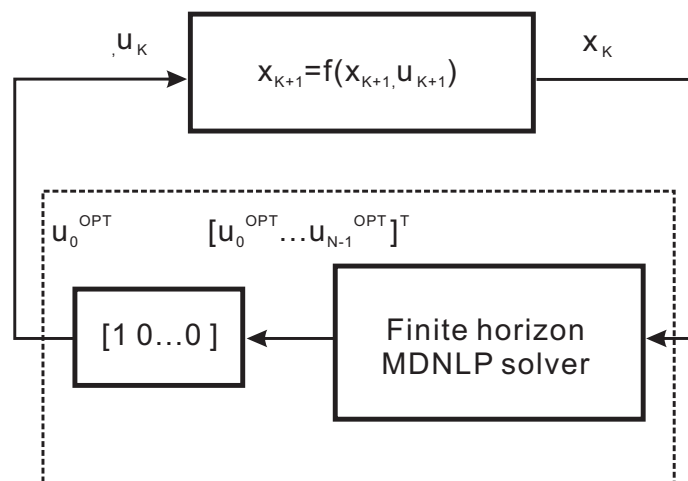 ,u_K
x_{K+1}=f(x_{K+1,}u_{K+1})
x_K
u_0^{OPT}
[u_0^{OPT}...u_{N-1}^{OPT}]^T
[1 0...0 ]
Finite horizon
MDNLP solver